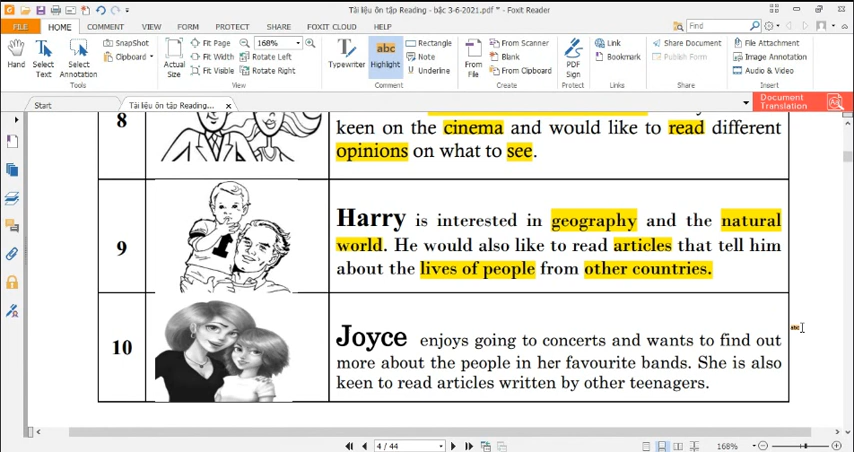 Tài liệu ôn tập Reading - bậc 3-6-2021.pdf * - Foxit Reader
FILE HOME COMMENT VIEW FORM PROTECT SHARE FOXIT CLOUD HELP
Find
Hand
Select Text
Select Annotation
SnapShot
Clipboard
Tools
Actual Size
Fit Page
Fit Width
Fit Visible
168%
Rotate Left
Rotate Right
View
Typewriter
abc
Highlight
Rectangle
Note
Underline
Comment
From File
From Scanner
Blank
From Clipboard
Create
PDF Sign
Protect
Link
Bookmark
Links
Share Document
Publish Form
Share
File Attachment
Image Annotation
Audio & Video
Insert
Start
Tài liệu ôn tập Reading...
Document Translation
8
keen on the cinema and would like to read different
opinions on what to see.
9
1
Harry is interested in geography and the natural
world. He would also like to read articles that tell him
about the lives of people from other countries.
10
Joyce enjoys going to concerts and wants to find out
more about the people in her favourite bands. She is also
keen to read articles written by other teenagers.
abc
4 / 44
168%